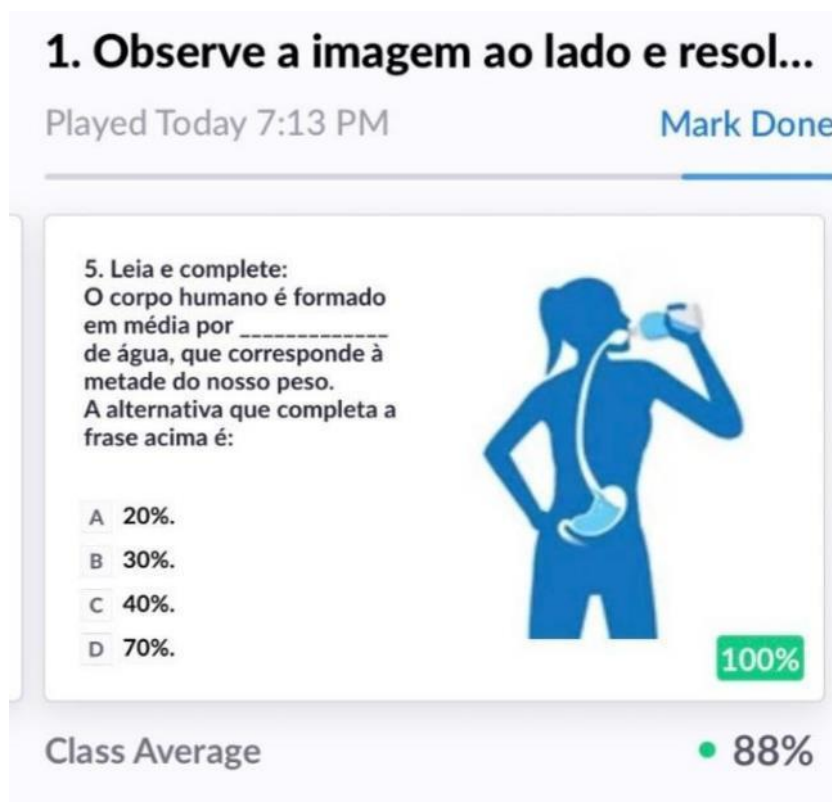 1. Observe a imagem ao lado e resol...
Played Today 7:13 PM
Mark Done
5. Leia e complete:
O corpo humano é formado
em média por _____________
de água, que corresponde à
metade do nosso peso.
A alternativa que completa a
frase acima é:
A 20%.
B 30%.
C 40%.
D 70%.
100%
Class Average
88%